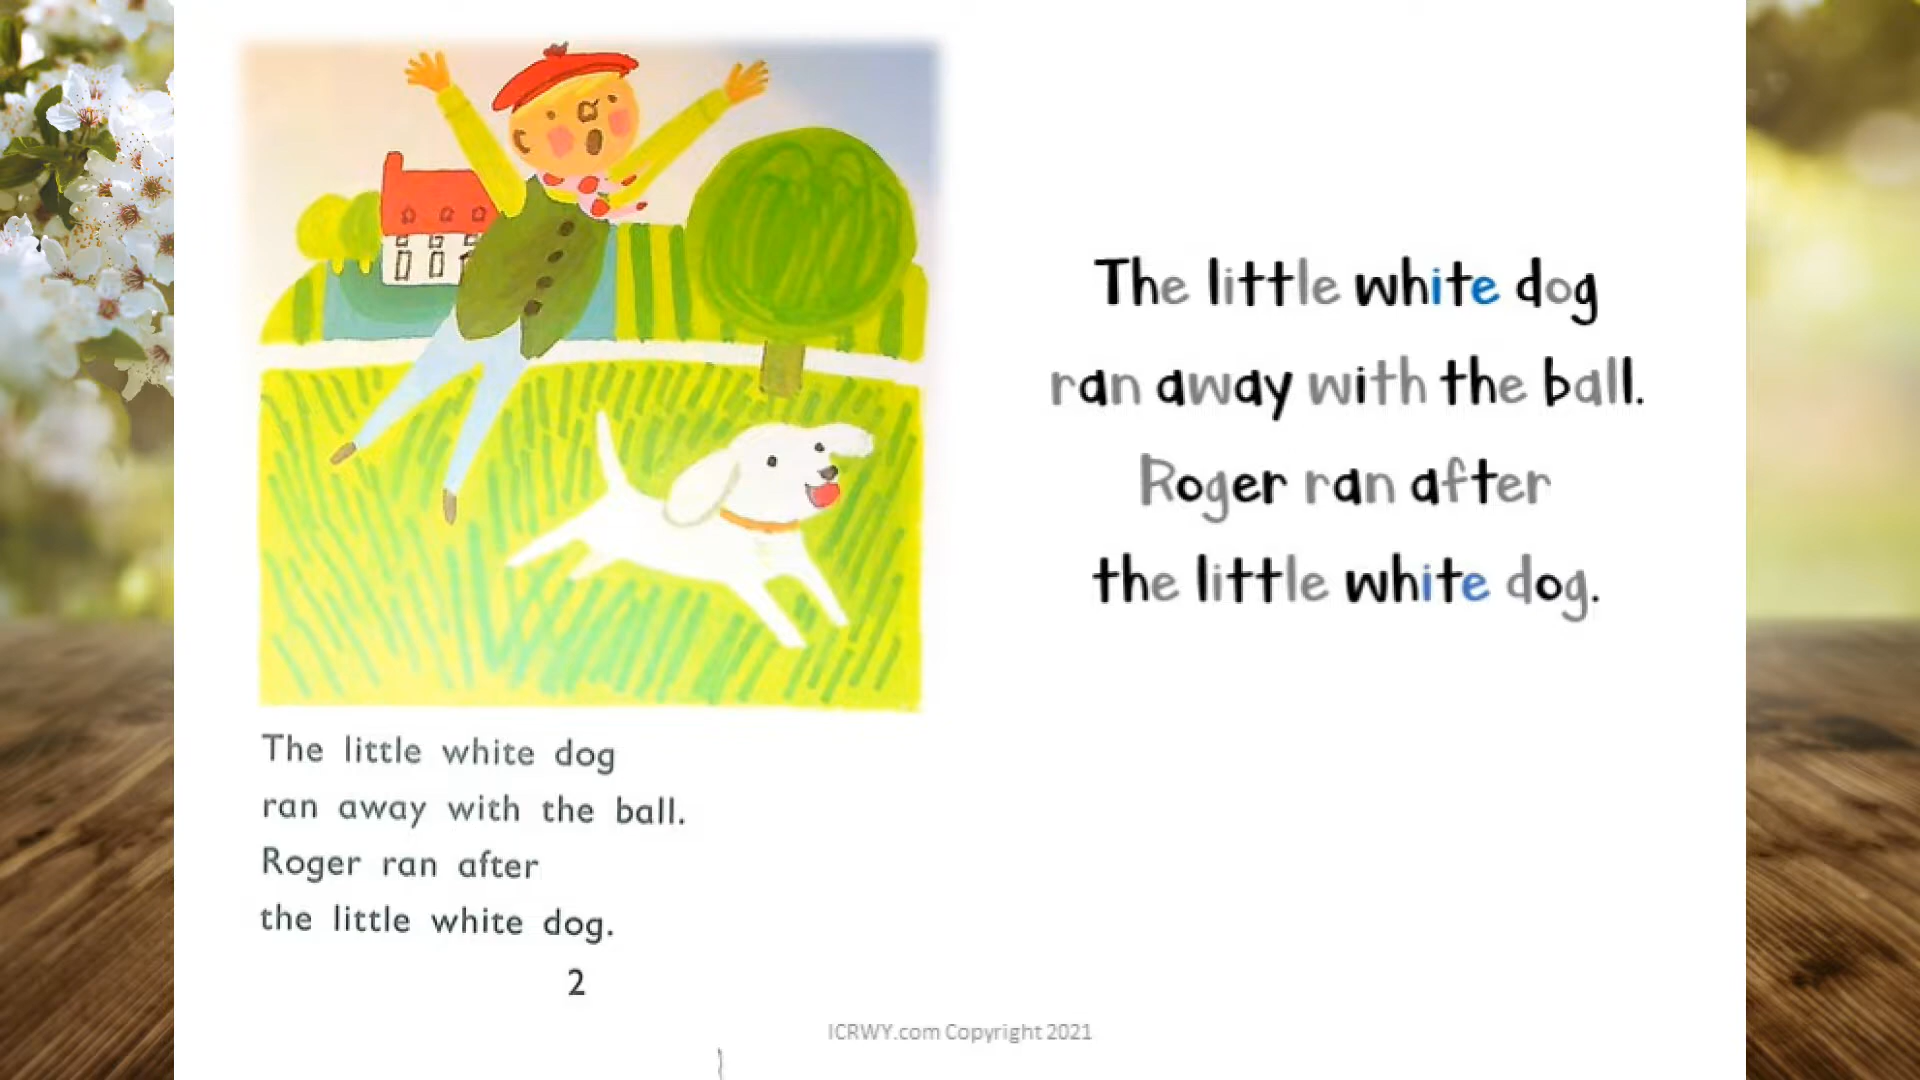 The little white dog
ran away with the ball.
Roger ran after
the little white dog.
2
The little white dog
ran away with the ball.
Roger ran after
the little white dog.
ICRWY.com Copyright 2021